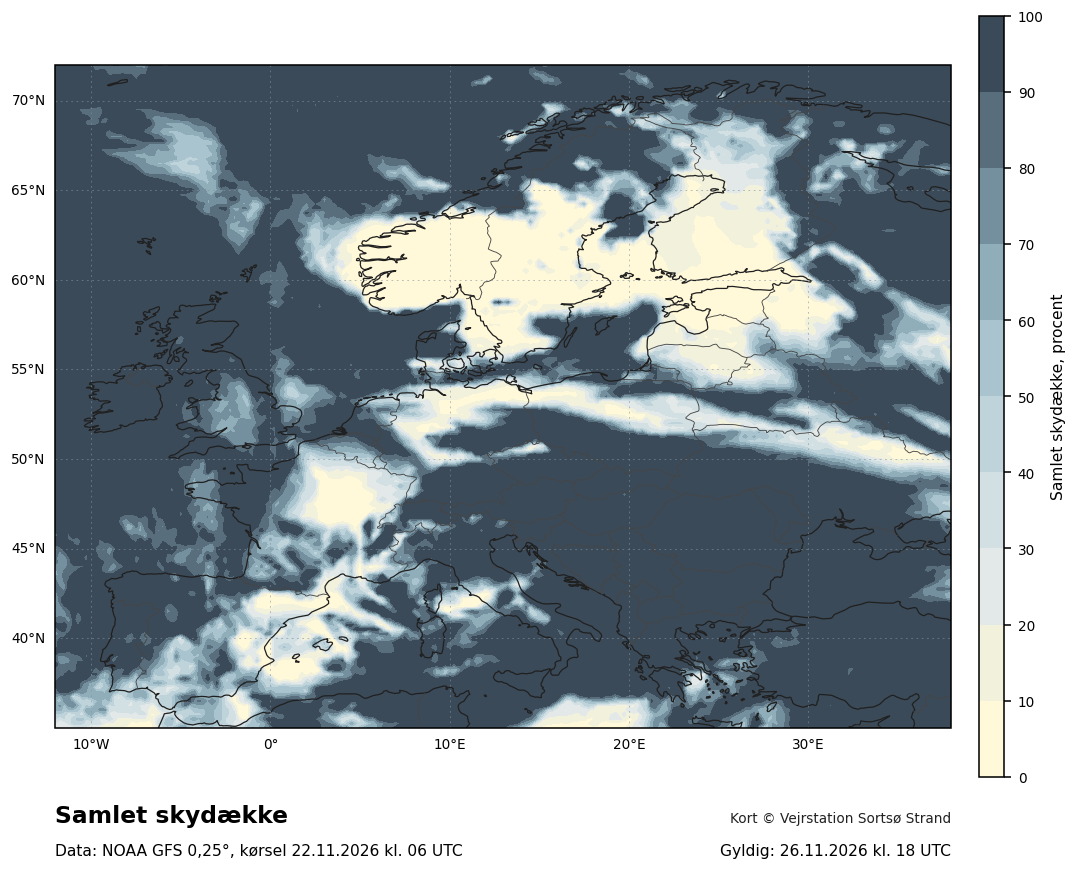 100
90
80
70
60
50
40
30
20
10
0
Samlet skydække, procent
70°N
65°N
60°N
55°N
50°N
45°N
40°N
10°W
0°
10°E
20°E
30°E
Samlet skydække
Kort © Vejrstation Sortsø Strand
Data: NOAA GFS 0,25°, kørsel 22.11.2026 kl. 06 UTC
Gyldig: 26.11.2026 kl. 18 UTC